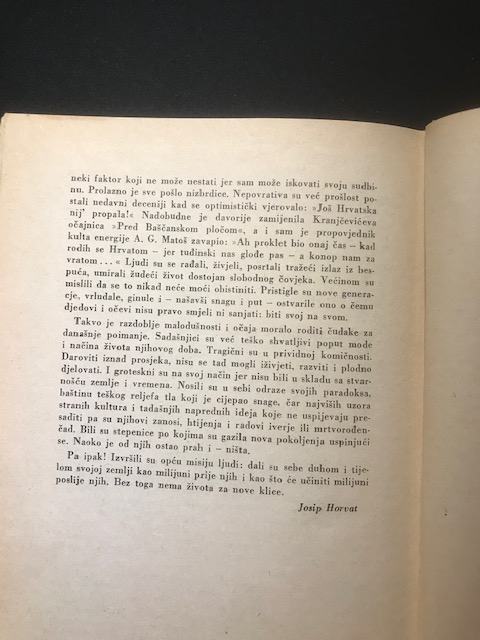 neki faktor koji ne može nestati jer sam može iskovati svoju sudbi-
nu. Prolazno je sve pošlo nizbrdice. Nepovrativa su već prošlost po-
stali nedavni deceniji kad se optimistički vjerovalo: »Još Hrvatska
nij' propala!« Nadobudne je davorije zamijenila Kranjčevićeva
očajnica »Pred Baščanskom pločom«, a i sam je propovjednik
kulta energije A. G. Matoš zavapio: »Ah proklet bio onaj čas – kad
rodih se Hrvatom – jer tuđinski nas glođe pas – a konop nam za
vratom . . .« Ljudi su se rađali, živjeli, posrtali tražeći izlaz iz bes-
puća, umirali žudeći život dostojan slobodnog čovjeka. Većinom su
mislili da se to nikad neće moći obistiniti. Pristigle su nove genera-
cije, vrludale, ginule i – našavši snagu i put – ostvarile ono o čemu
djedovi i očevi nisu pravo smjeli ni sanjati: biti svoj na svom.
Takvo je razdoblje malodušnosti i očaja moralo roditi čudake za
današnje poimanje. Sadašnjici su već teško shvatljivi poput mode
i načina života njihovog doba. Tragični su u prividnoj komičnosti.
Daroviti iznad prosjeka, nisu se tad mogli iživjeti, razviti i plodno
djelovati. I groteskni su na svoj način jer nisu bili u skladu sa stvar-
nošću zemlje i vremena. Nosili su u sebi odraze svojih paradoksa,
baštinu teškog reljefa tla koji je cijepao snage, čar najviših uzora
stranih kultura i tadašnjih naprednih ideja koje ne uspijevaju pre-
saditi pa su njihovi zanosi, htijenja i radovi iverje ili mrtvorođen-
čad. Bili su stepenice po kojima su gazila nova pokoljenja uspinjući
se. Naoko je od njih ostao prah i – ništa.
Pa ipak! Izvršili su opću misiju ljudi: dali su sebe duhom i tije-
lom svojoj zemlji kao milijuni prije njih i kao što će učiniti milijuni
poslije njih. Bez toga nema života za nove klice.
Josip Horvat